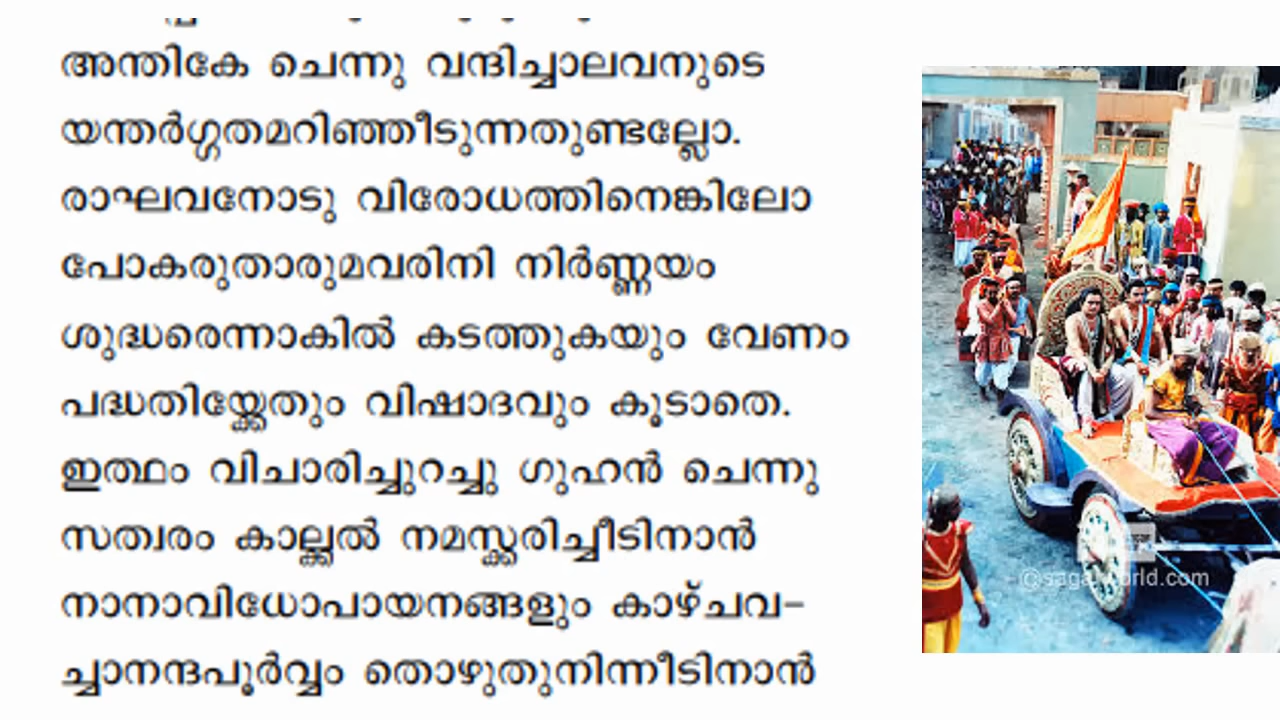 അന്തികേ ചെന്നു വന്ദിച്ചാലവനുടെ
യന്തർഗ്ഗതമറിഞ്ഞീടുന്നതുണ്ടല്ലോ.
രാഘവനോടു വിരോധത്തിനെങ്കിലോ
പോകരുതാരുമവരിനി നിർണ്ണയം
ശുദ്ധരെന്നാകിൽ കടത്തുകയും വേണം
പദ്ധതിയ്ക്കേതും വിഷാദവും കൂടാതെ.
ഇത്ഥം വിചാരിച്ചുറച്ചു ഗുഹൻ ചെന്നു
സത്വരം കാല്ക്കൽ നമസ്ക്കരിച്ചീടിനാൻ
നാനാവിധോപായനങ്ങളും കാഴ്ചവ–
ച്ചാനന്ദപൂർവ്വം തൊഴുതുനിന്നീടിനാൻ